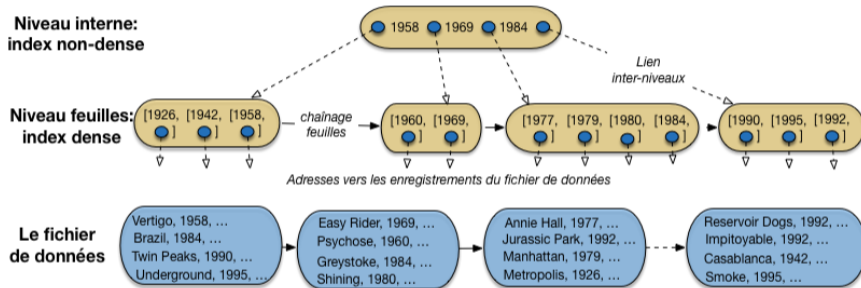 Niveau interne:
index non-dense
1958 1969 1984
Lien
inter-niveaux
Niveau feuilles:
index dense
[1926, [1942, [1958,
] ] ]
chaînage
feuilles
[1960, [1969,
] ]
[1977, [1979, [1980, [1984,
] ] ] ]
[1990, [1995, [1992,
] ] ]
Adresses vers les enregistrements du fichier de données
Le fichier
de données
Vertigo, 1958, ...
Brazil, 1984, ...
Twin Peaks, 1990, ...
Underground, 1995, ...
Easy Rider, 1969, ...
Psychose, 1960, ...
Greystoke, 1984, ...
Shining, 1980, ...
Annie Hall, 1977, ...
Jurassic Park, 1992, ...
Manhattan, 1979, ...
Metropolis, 1926, ...
Reservoir Dogs, 1992, ...
Impitoyable, 1992, ...
Casablanca, 1942, ...
Smoke, 1995, ...